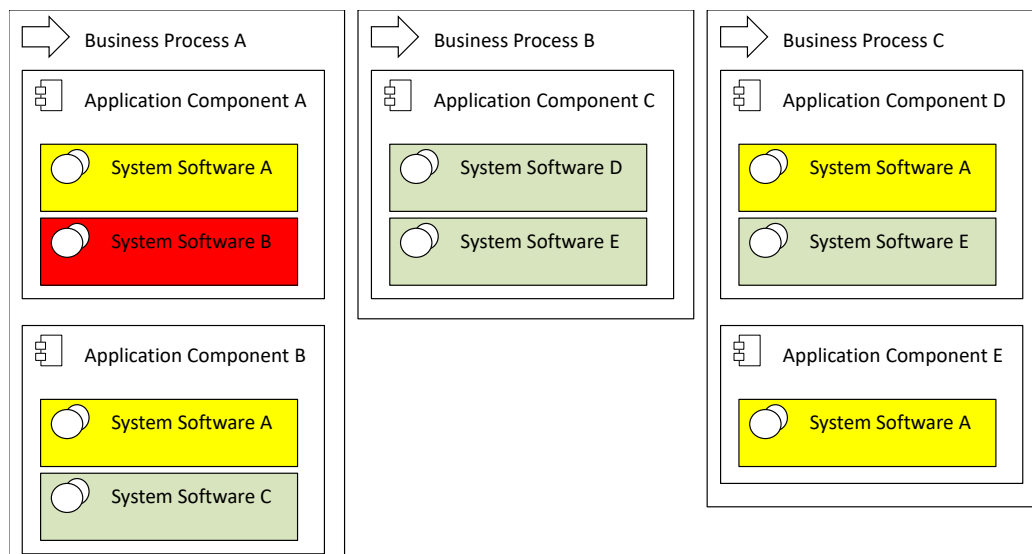 Business Process A
Application Component A
System Software A
System Software B
Application Component B
System Software A
System Software C
Business Process B
Application Component C
System Software D
System Software E
Business Process C
Application Component D
System Software A
System Software E
Application Component E
System Software A